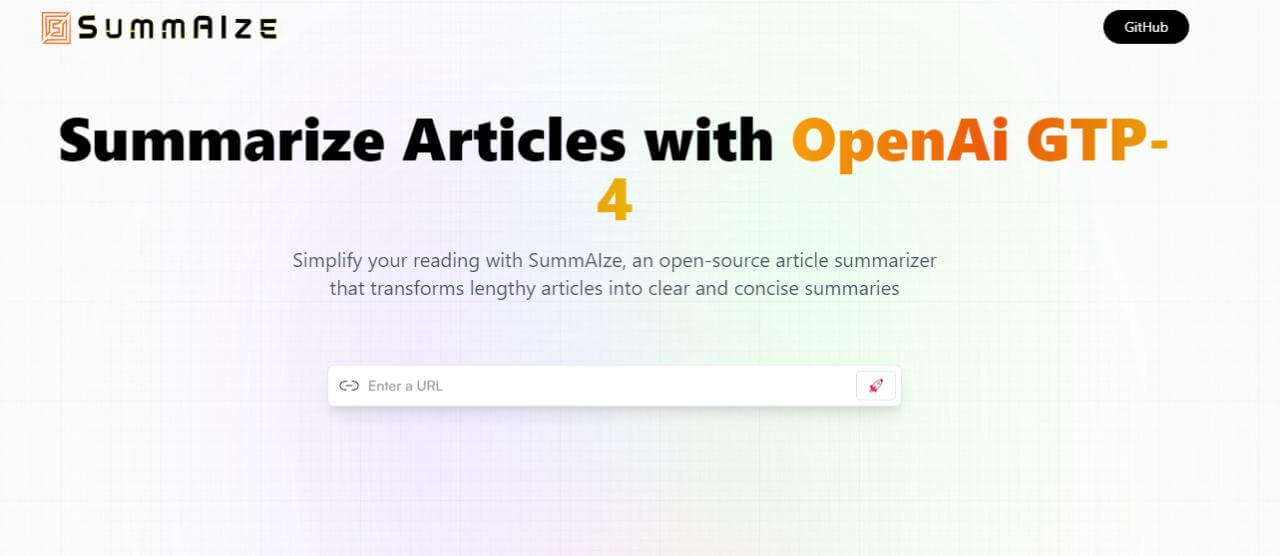 SummAIze
GitHub
Summarize Articles with OpenAi GTP-
4
Simplify your reading with SummAIze, an open-source article summarizer
that transforms lengthy articles into clear and concise summaries
Enter a URL